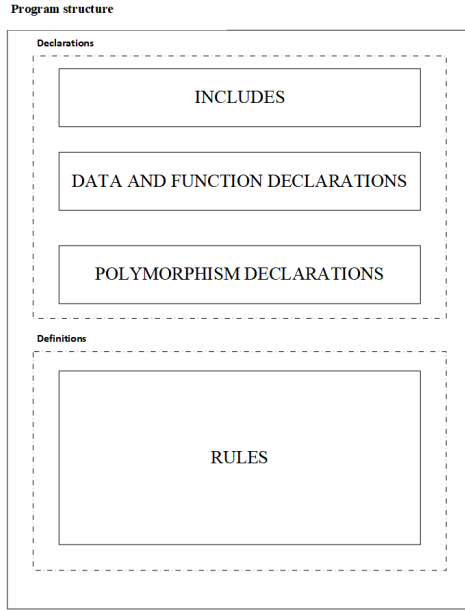 Program structure
Declarations
INCLUDES
DATA AND FUNCTION DECLARATIONS
POLYMORPHISM DECLARATIONS
Definitions
RULES